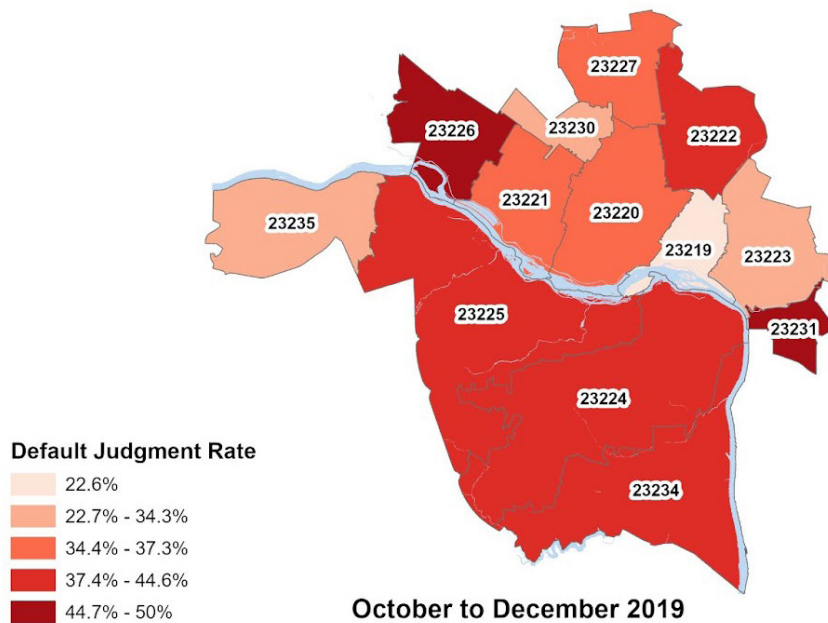 23227
23226
23230
23222
23221
23220
23235
23219
23223
23225
23231
23224
23234
Default Judgment Rate
22.6%
22.7% - 34.3%
34.4% - 37.3%
37.4% - 44.6%
44.7% - 50%
October to December 2019